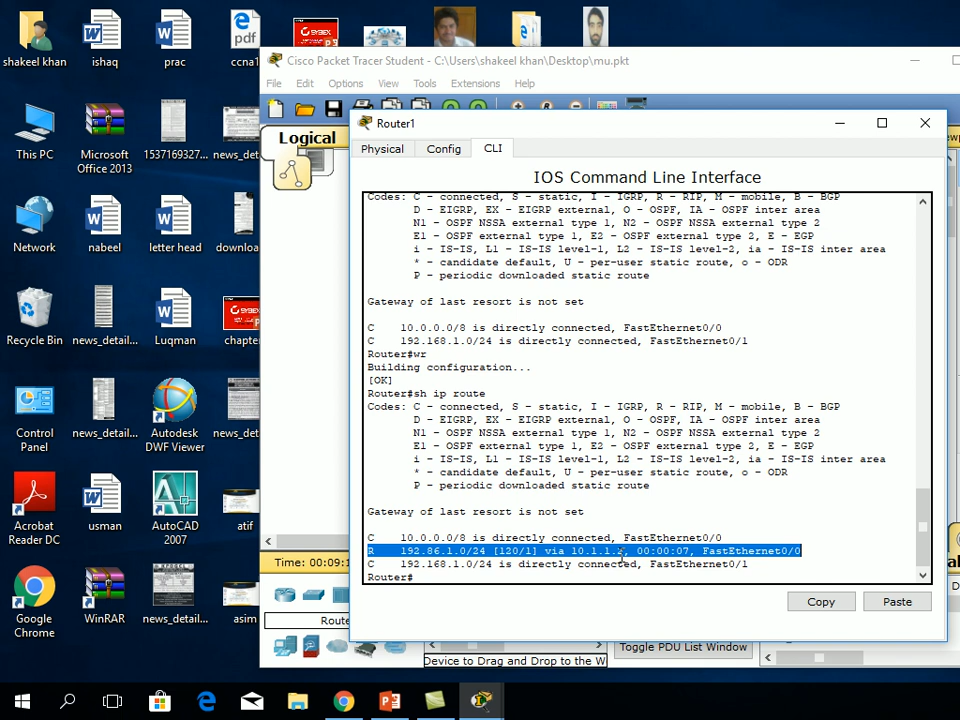 shakeel khan
ishaq
prac
ccna1
This PC
Microsoft Office 2013
1537169327...
news_det...
Network
nabeel
letter head
downloa
Recycle Bin
news_detail...
Luqman
chapte
Control Panel
news_detail...
Autodesk DWF Viewer
news_det
Acrobat Reader DC
usman
AutoCAD 2007
atif
Google Chrome
WinRAR
news_detail...
asim
Cisco Packet Tracer Student - C:\Users\shakeel khan\Desktop\mu.pkt
File Edit Options View Tools Extensions Help
Logical
Router1
Physical Config CLI
IOS Command Line Interface
Codes: C - connected, S - static, I - IGRP, R - RIP, M - mobile, B - BGP
D - EIGRP, EX - EIGRP external, O - OSPF, IA - OSPF inter area
N1 - OSPF NSSA external type 1, N2 - OSPF NSSA external type 2
E1 - OSPF external type 1, E2 - OSPF external type 2, E - EGP
i - IS-IS, L1 - IS-IS level-1, L2 - IS-IS level-2, ia - IS-IS inter area
* - candidate default, U - per-user static route, o - ODR
P - periodic downloaded static route
Gateway of last resort is not set
C 10.0.0.0/8 is directly connected, FastEthernet0/0
C 192.168.1.0/24 is directly connected, FastEthernet0/1
Router#wr
Building configuration...
[OK]
Router#sh ip route
Codes: C - connected, S - static, I - IGRP, R - RIP, M - mobile, B - BGP
D - EIGRP, EX - EIGRP external, O - OSPF, IA - OSPF inter area
N1 - OSPF NSSA external type 1, N2 - OSPF NSSA external type 2
E1 - OSPF external type 1, E2 - OSPF external type 2, E - EGP
i - IS-IS, L1 - IS-IS level-1, L2 - IS-IS level-2, ia - IS-IS inter area
* - candidate default, U - per-user static route, o - ODR
P - periodic downloaded static route
Gateway of last resort is not set
C 10.0.0.0/8 is directly connected, FastEthernet0/0
R 192.86.1.0/24 [120/1] via 10.1.1. 00:00:07, FastEthernet0/0
C 192.168.1.0/24 is directly connected, FastEthernet0/1
Router#
Copy Paste
Time: 00:09:1
Route
Device to Drag and Drop to the W
Toggle PDU List Window